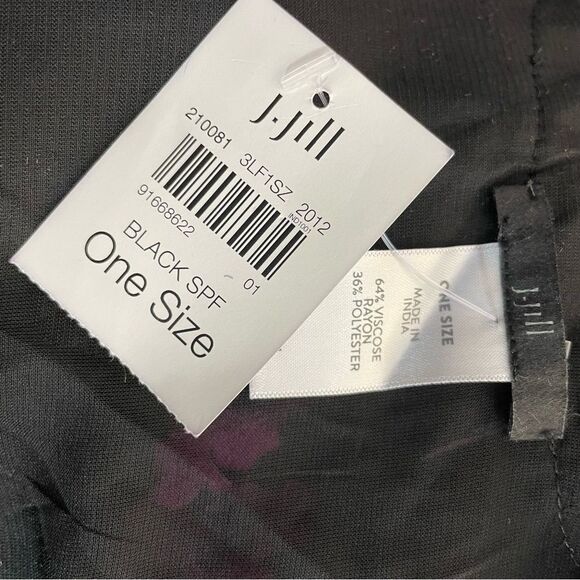 J.Jill
210081 3LF1SZ 2012
IND1001
91668622
01
BLACK SPF
One Size
J.Jill
ONE SIZE
MADE IN
INDIA
64% VISCOSE
RAYON
36% POLYESTER